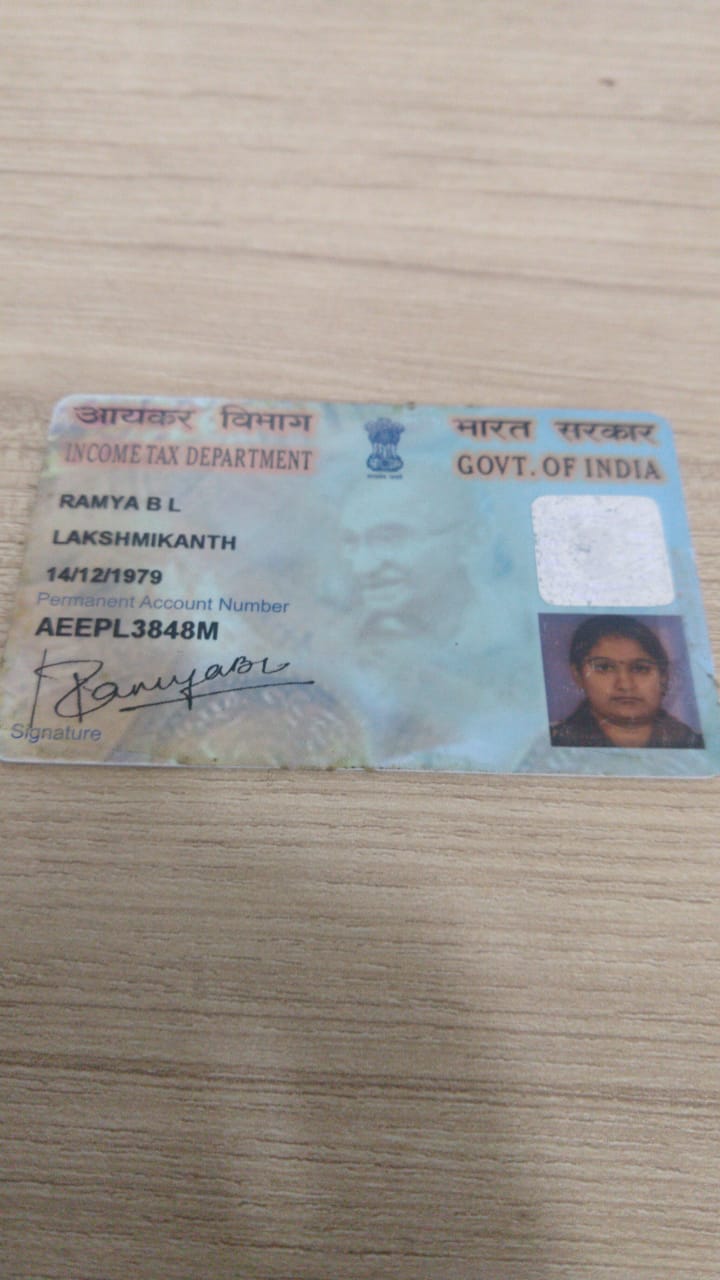 आयकर विभाग भारत सरकार
INCOME TAX DEPARTMENT GOVT. OF INDIA
RAMYA B L
LAKSHMIKANTH
14/12/1979
Permanent Account Number
AEEPL3848M
RamyaBL
Signature